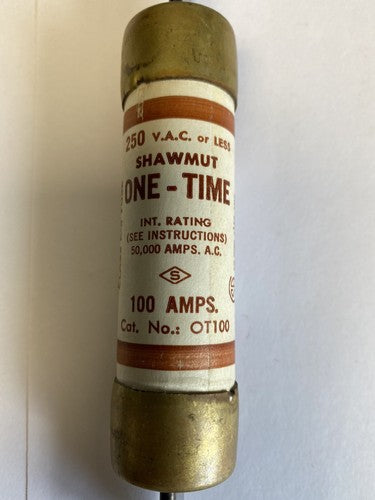 250 V.A.C. or LESS
SHAWMUT
ONE-TIME
INT. RATING
(SEE INSTRUCTIONS)
50,000 AMPS. A.C.
S
100 AMPS.
Cat. No.: OT100